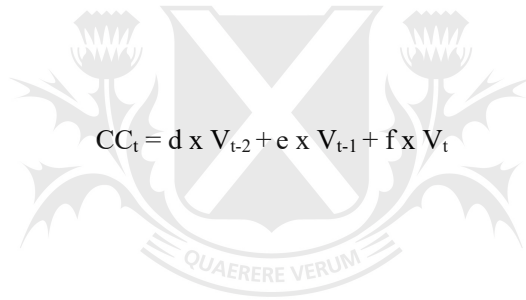 CCₜ = d x Vₜ₋₂ + e x Vₜ₋₁ + f x Vₜ
QUAERERE VERUM